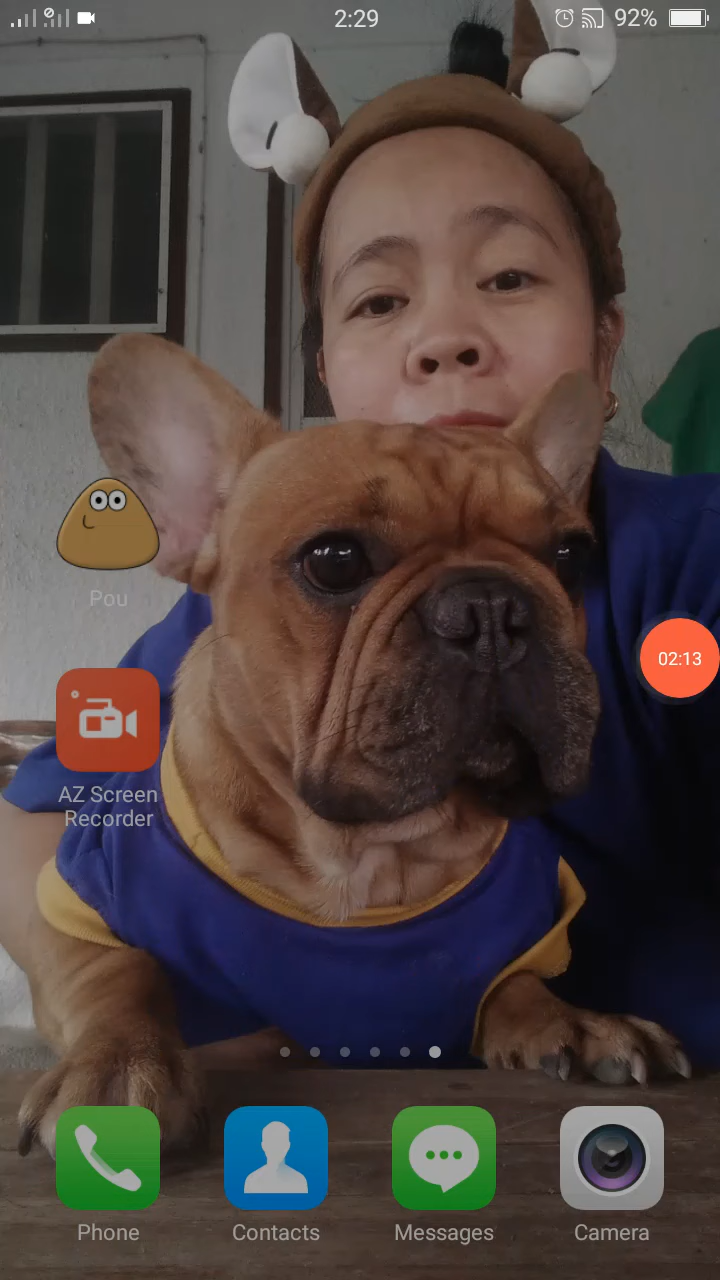 2:29
92%
Pou
02:13
AZ Screen
Recorder
Phone
Contacts
Messages
Camera